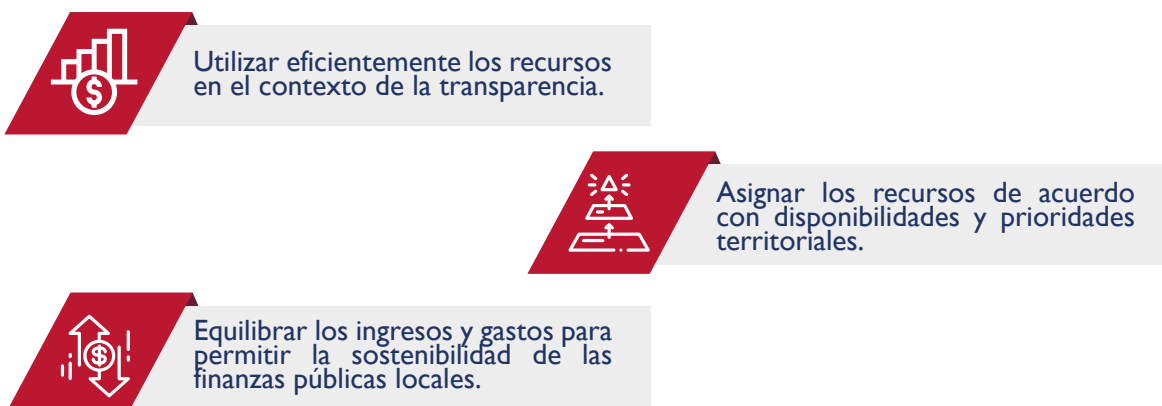 Utilizar eficientemente los recursos
en el contexto de la transparencia.
Asignar los recursos de acuerdo
con disponibilidades y prioridades
territoriales.
Equilibrar los ingresos y gastos para
permitir la sostenibilidad de las
finanzas públicas locales.